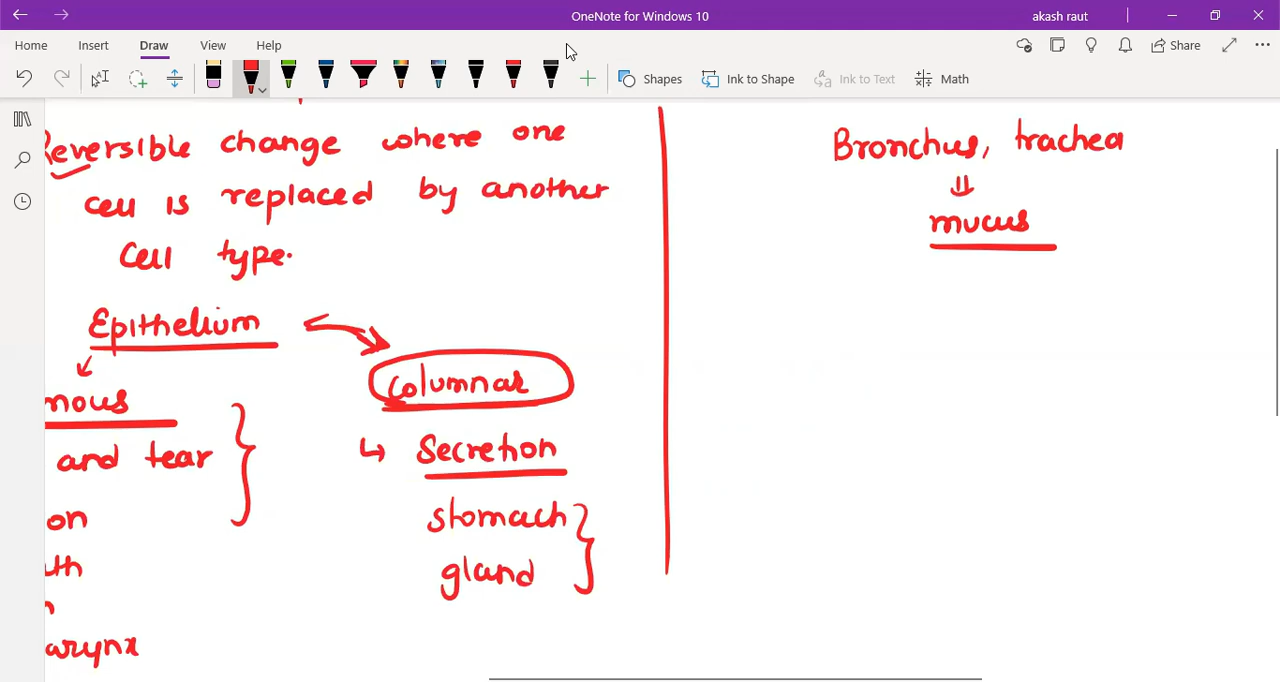 OneNote for Windows 10
akash raut
Home Insert Draw View Help
Share
Shapes Ink to Shape Ink to Text Math
Reversible change where one
cell is replaced by another
cell type.
Epithelium
columnar
mous
and tear
Secretion
on
stomach
uth
gland
n
arynx
Bronchus, trachea
mucus